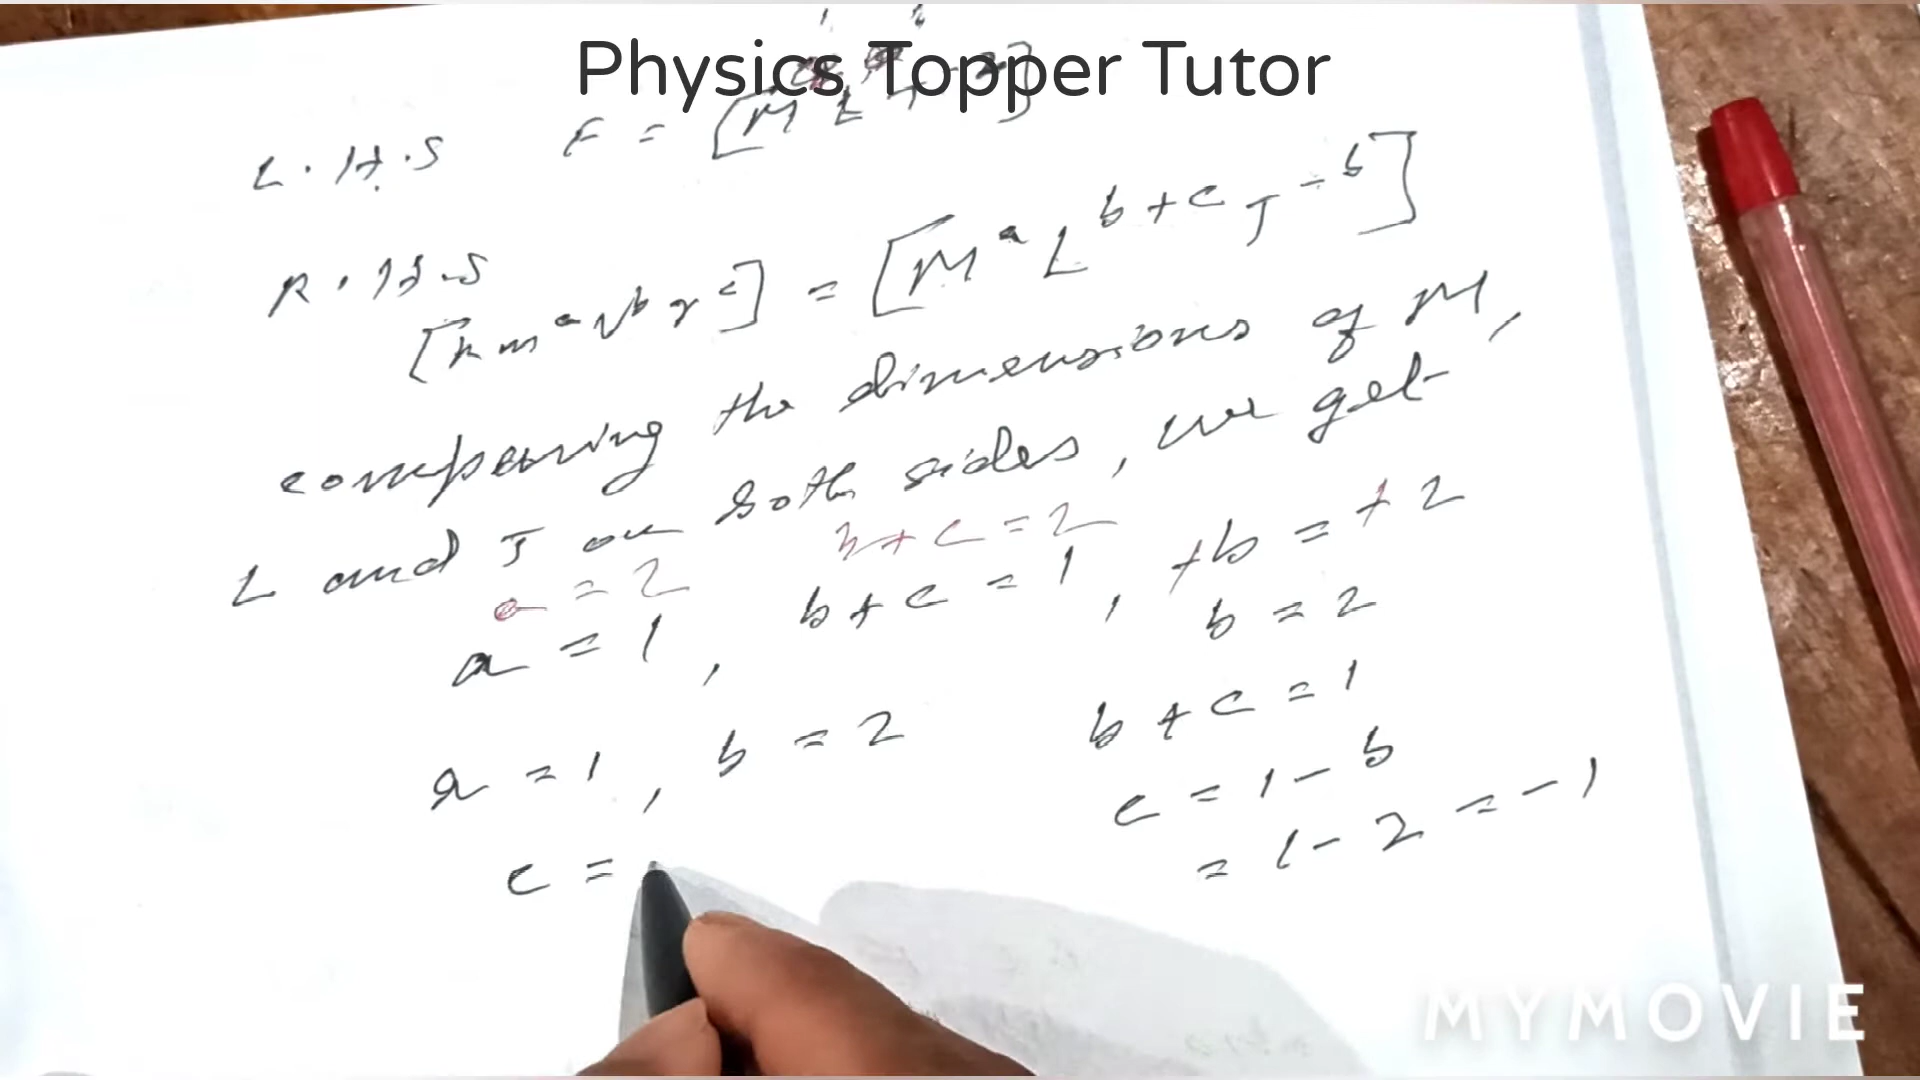 Physics Topper Tutor
L.H.S F = [M L T -2]
R.H.S
[k m^a v^b r^c] = [M^a L^b+c T^-b]
comparing the dimensions of M,
L and T on both sides, we get
a = 2 b+c = 2
a = 1, b+c = 1, +b = +2
b = 2
a = 1, b = 2 b+c = 1
c = 1-b
c = = 1-2 = -1
MYMOVIE